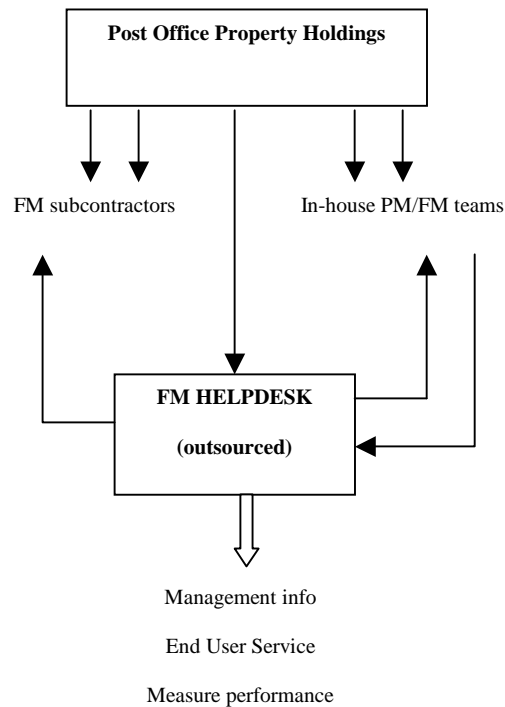 Post Office Property Holdings
FM subcontractors
In-house PM/FM teams
FM HELPDESK
(outsourced)
Management info
End User Service
Measure performance